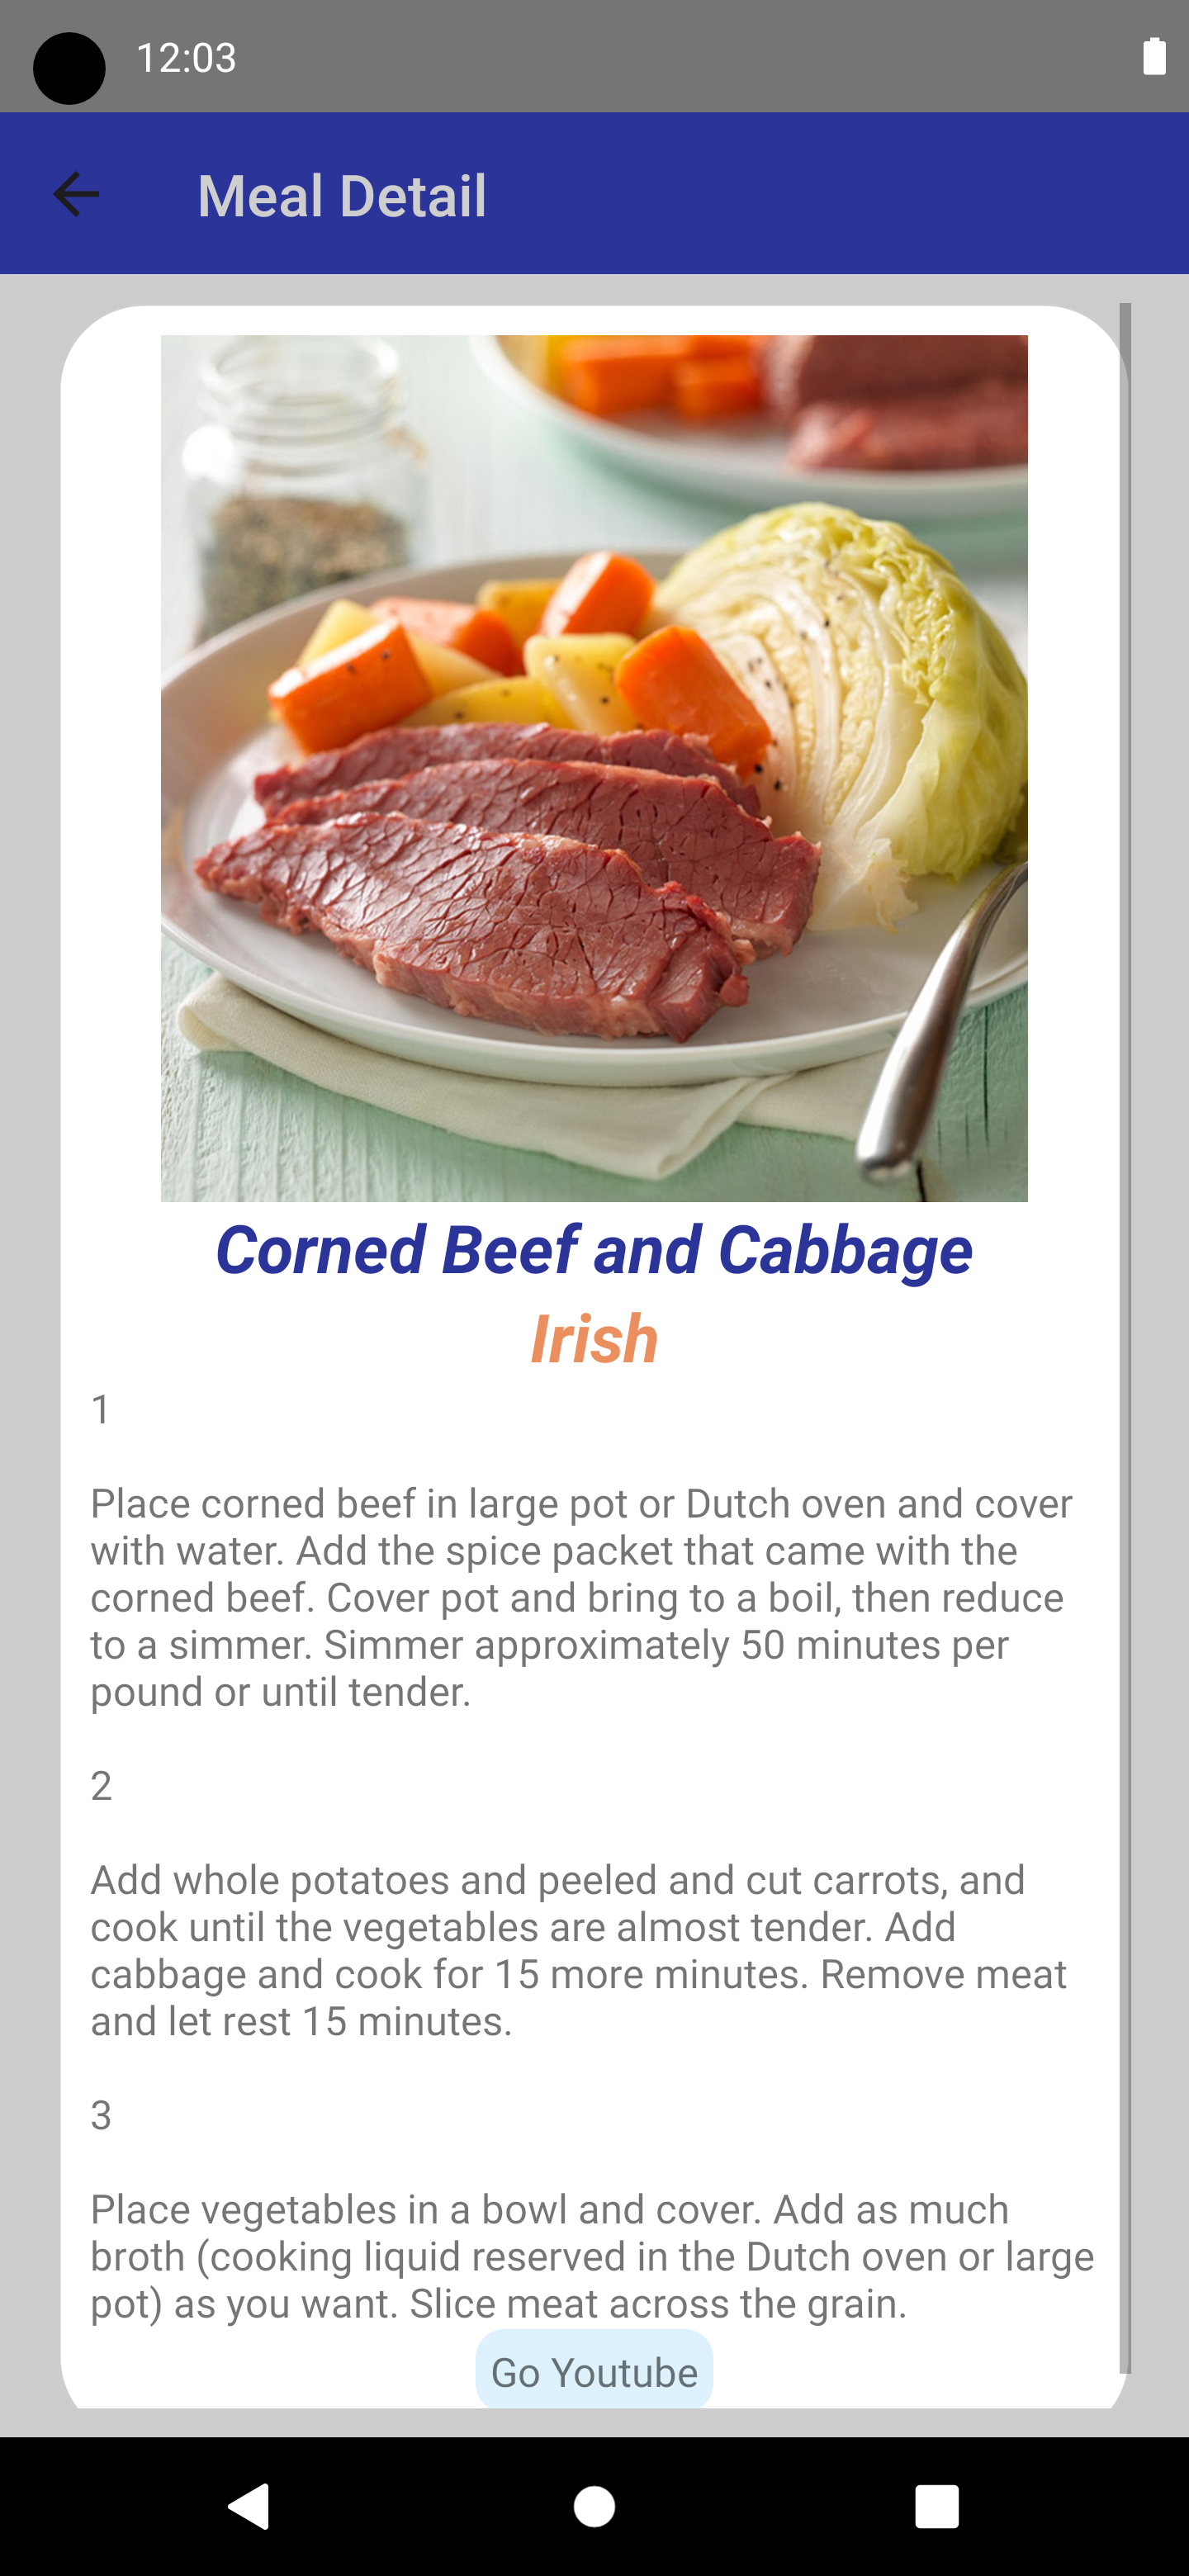 12:03
Meal Detail
Corned Beef and Cabbage
Irish
1
Place corned beef in large pot or Dutch oven and cover
with water. Add the spice packet that came with the
corned beef. Cover pot and bring to a boil, then reduce
to a simmer. Simmer approximately 50 minutes per
pound or until tender.
2
Add whole potatoes and peeled and cut carrots, and
cook until the vegetables are almost tender. Add
cabbage and cook for 15 more minutes. Remove meat
and let rest 15 minutes.
3
Place vegetables in a bowl and cover. Add as much
broth (cooking liquid reserved in the Dutch oven or large
pot) as you want. Slice meat across the grain.
Go Youtube